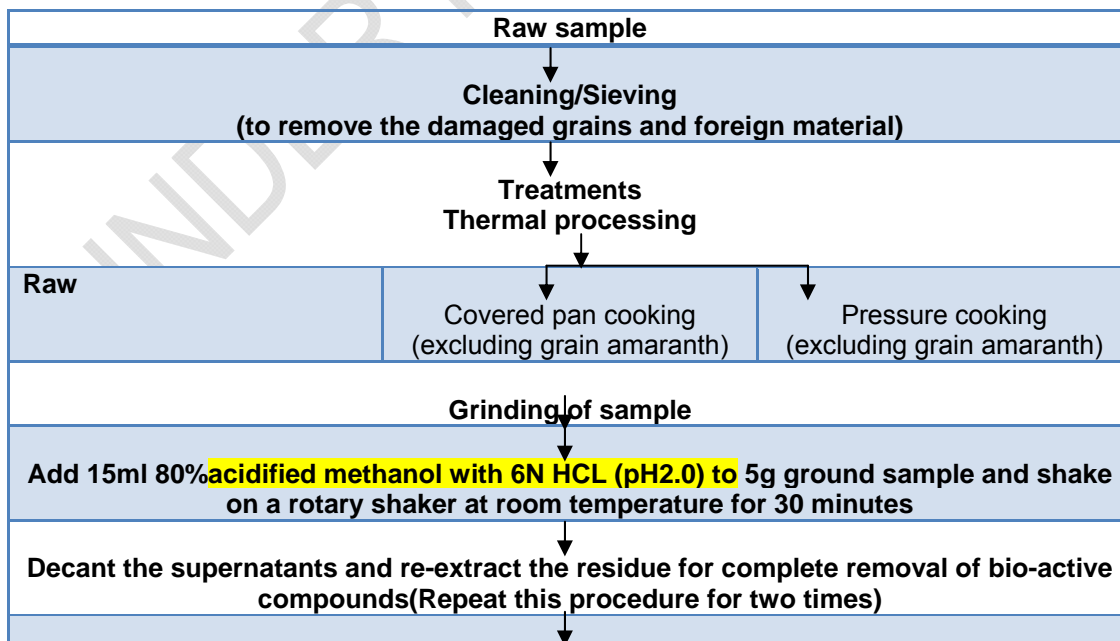 Raw sample
Cleaning/Sieving
(to remove the damaged grains and foreign material)
Treatments
Thermal processing
Raw
Covered pan cooking
(excluding grain amaranth)
Pressure cooking
(excluding grain amaranth)
Grinding of sample
Add 15ml 80%acidified methanol with 6N HCL (pH2.0) to 5g ground sample and shake
on a rotary shaker at room temperature for 30 minutes
Decant the supernatants and re-extract the residue for complete removal of bio-active
compounds(Repeat this procedure for two times)